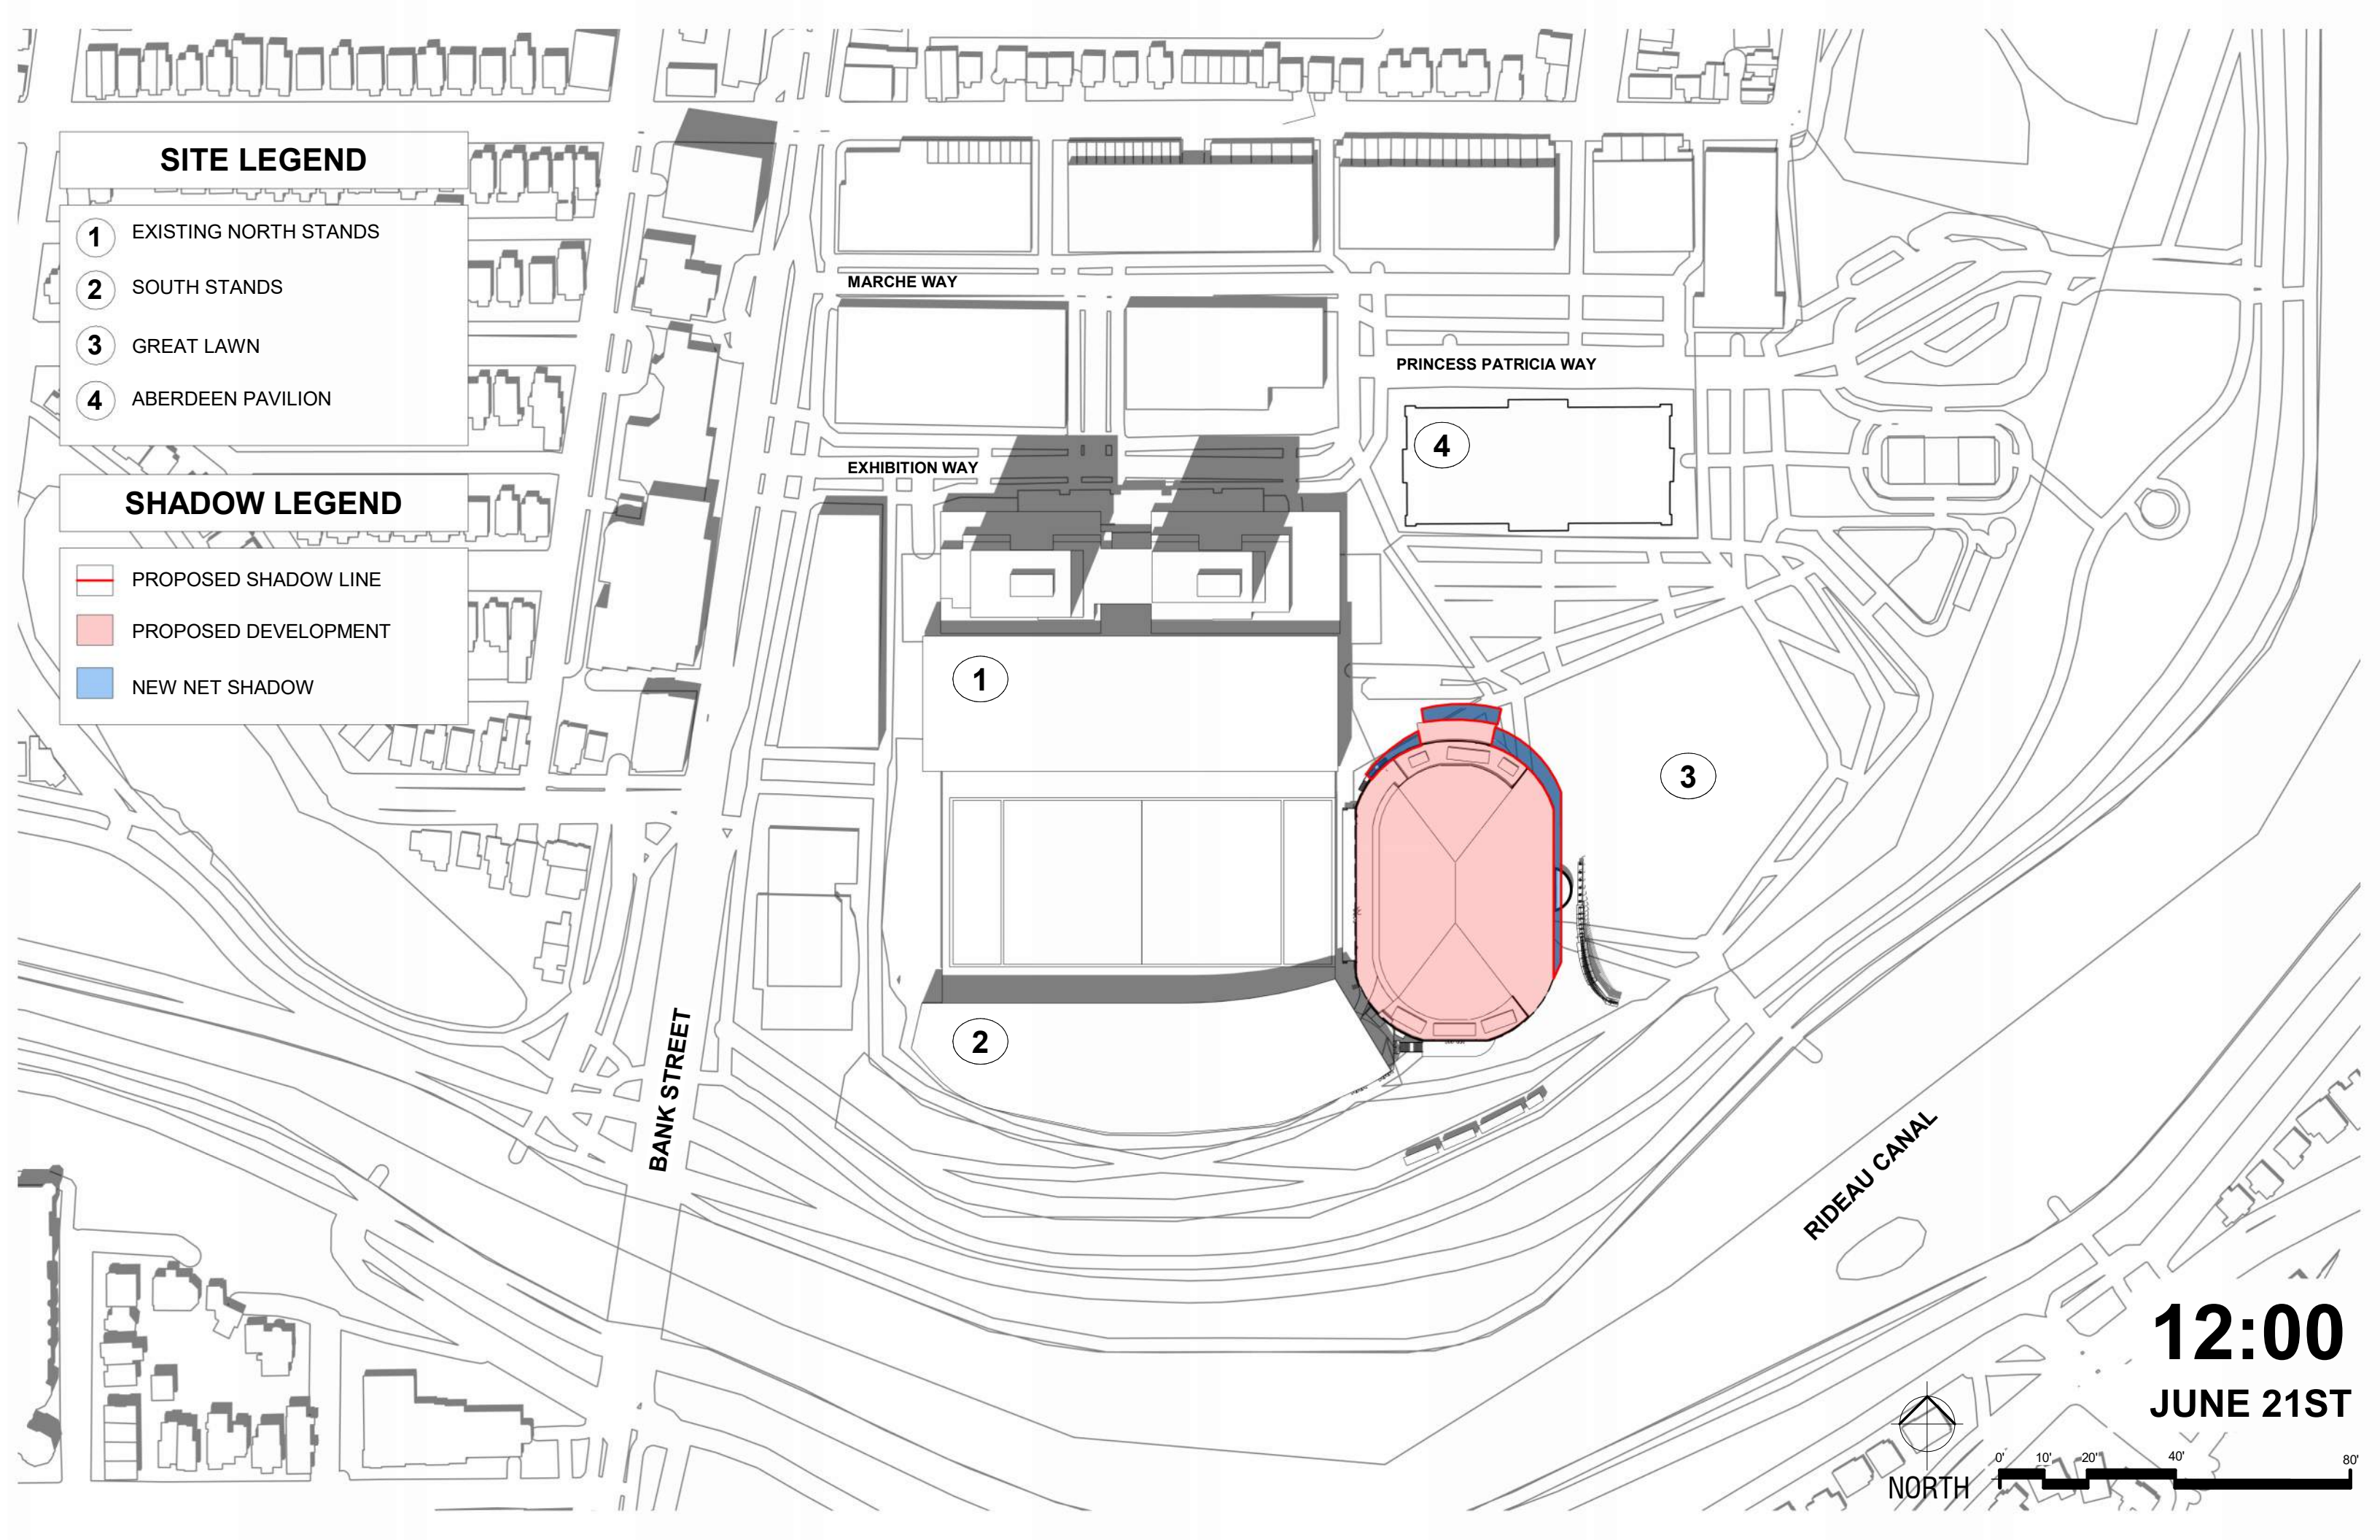 SITE LEGEND
1 EXISTING NORTH STANDS
2 SOUTH STANDS
3 GREAT LAWN
4 ABERDEEN PAVILION
SHADOW LEGEND
PROPOSED SHADOW LINE
PROPOSED DEVELOPMENT
NEW NET SHADOW
MARCHE WAY
PRINCESS PATRICIA WAY
4
EXHIBITION WAY
1
3
2
BANK STREET
RIDEAU CANAL
12:00
JUNE 21ST
NORTH
0' 10' 20' 40' 80'